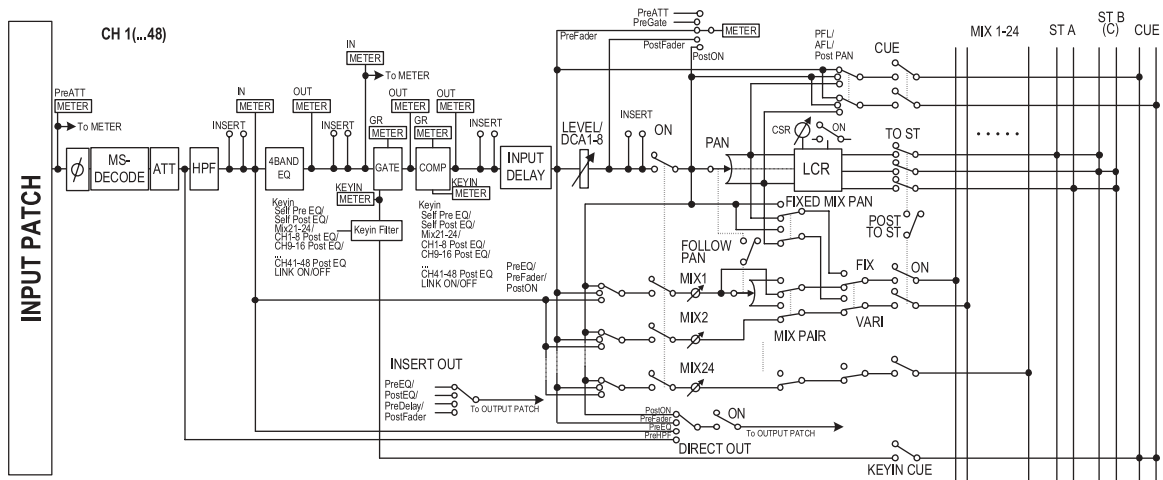 INPUT PATCH
CH 1(...48)
PreATT
METER
To METER
ø
MS-
DECODE
ATT
HPF
INSERT
IN
METER
4BAND
EQ
OUT
METER
INSERT
IN
METER
To METER
GR
METER
GATE
OUT
METER
KEYIN
METER
Keyin Filter
GR
METER
COMP
OUT
METER
KEYIN
METER
INSERT
INPUT
DELAY
Keyin
Self Pre EQ/
Self Post EQ/
Mix21-24/
CH1-8 Post EQ/
CH9-16 Post EQ/
...
CH41-48 Post EQ
LINK ON/OFF
Keyin
Self Pre EQ/
Self Post EQ/
Mix21-24/
CH1-8 Post EQ/
CH9-16 Post EQ/
...
CH41-48 Post EQ
LINK ON/OFF
PreATT
PreGate
PreFader
METER
PostFader
PostON
LEVEL/
DCA1-8
INSERT
ON
PAN
PFL/
AFL/
Post PAN
CUE
CSR
ON
LCR
TO ST
MIX 1-24
ST A
ST B
(C)
CUE
.....
FIXED MIX PAN
POST
TO ST
FOLLOW
PAN
PreEQ/
PreFader/
PostON
MIX1
FIX
ON
MIX2
VARI
MIX PAIR
MIX24
INSERT OUT
PreEQ/
PostEQ/
PreDelay/
PostFader
To OUTPUT PATCH
PostON
PreFader
PreEQ
PreHPF
ON
To OUTPUT PATCH
DIRECT OUT
KEYIN CUE